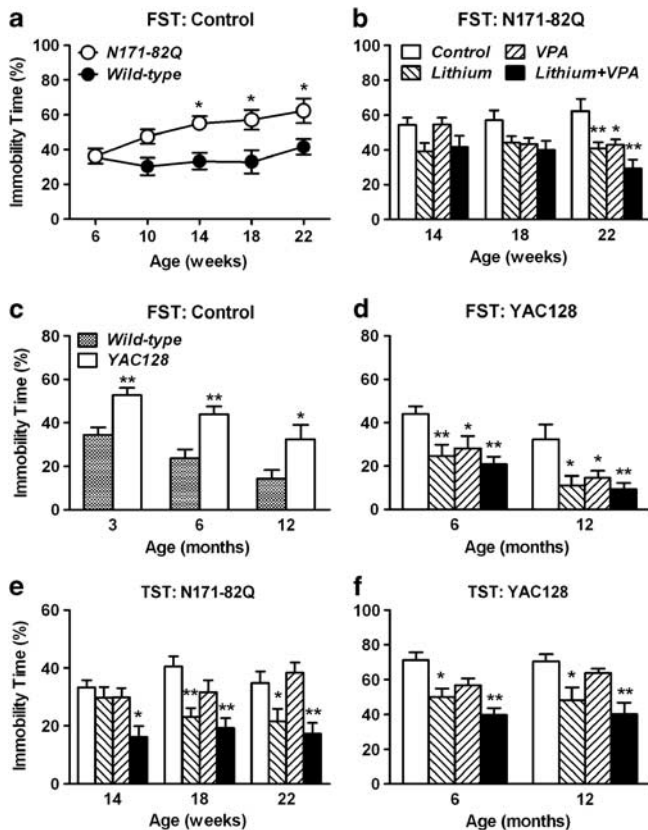 a
FST: Control
Immobility Time (%)
80
60
40
20
0
N171-82Q
Wild-type
*
*
*
6 10 14 18 22
Age (weeks)
b
FST: N171-82Q
100
80
60
40
20
0
Control
VPA
Lithium
Lithium+VPA
**
*
**
14 18 22
Age (weeks)
c
FST: Control
Immobility Time (%)
80
60
40
20
0
Wild-type
YAC128
**
**
*
3 6 12
Age (months)
d
FST: YAC128
80
60
40
20
0
**
*
**
*
*
**
6 12
Age (months)
e
TST: N171-82Q
Immobility Time (%)
60
40
20
0
*
**
**
*
**
14 18 22
Age (weeks)
f
TST: YAC128
100
80
60
40
20
0
*
**
*
**
6 12
Age (months)